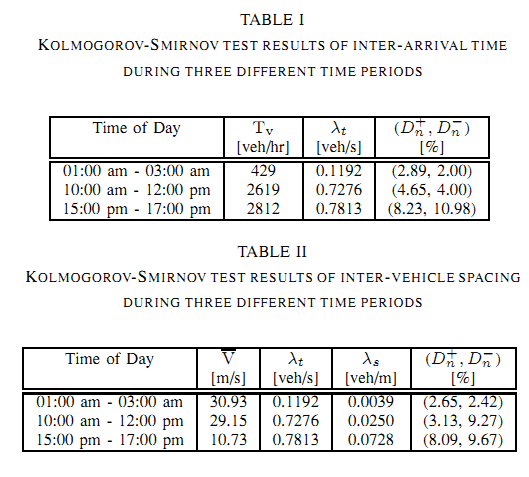 TABLE I
KOLMOGOROV-SMIRNOV TEST RESULTS OF INTER-ARRIVAL TIME
DURING THREE DIFFERENT TIME PERIODS
Time of Day T_v λ_t (D_n^+, D_n^-)
[veh/hr] [veh/s] [%]
01:00 am - 03:00 am 429 0.1192 (2.89, 2.00)
10:00 am - 12:00 pm 2619 0.7276 (4.65, 4.00)
15:00 pm - 17:00 pm 2812 0.7813 (8.23, 10.98)
TABLE II
KOLMOGOROV-SMIRNOV TEST RESULTS OF INTER-VEHICLE SPACING
DURING THREE DIFFERENT TIME PERIODS
Time of Day V̅ λ_t λ_s (D_n^+, D_n^-)
[m/s] [veh/s] [veh/m] [%]
01:00 am - 03:00 am 30.93 0.1192 0.0039 (2.65, 2.42)
10:00 am - 12:00 pm 29.15 0.7276 0.0250 (3.13, 9.27)
15:00 pm - 17:00 pm 10.73 0.7813 0.0728 (8.09, 9.67)